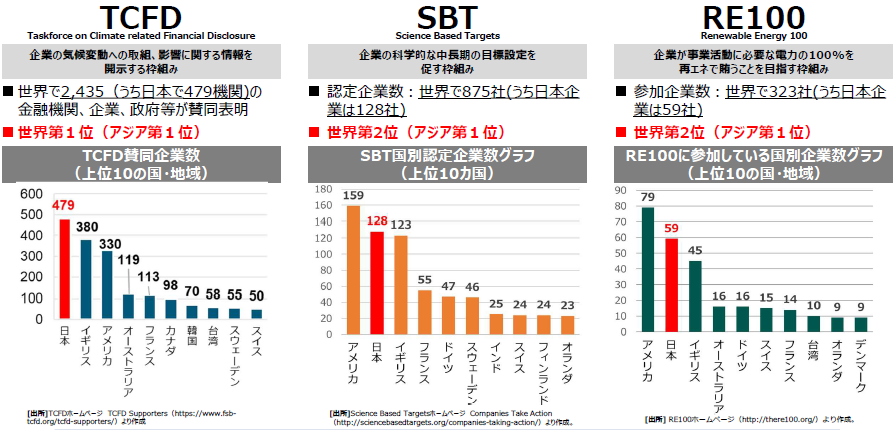 TCFD
Taskforce on Climate related Financial Disclosure
企業の気候変動への取組、影響に関する情報を
開示する枠組み
■ 世界で2,435（うち日本で479機関)の
金融機関、企業、政府等が賛同表明
■ 世界第１位（アジア第１位）
TCFD賛同企業数
（上位10の国・地域）
600
500
400
300
200
100
0
479
380
330
119
113
98
70
58
55
50
日本
イギリス
アメリカ
オーストラリア
フランス
カナダ
韓国
台湾
スウェーデン
スイス
[出所]TCFDホームページ TCFD Supporters（https://www.fsb-
tcfd.org/tcfd-supporters/）より作成
SBT
Science Based Targets
企業の科学的な中長期の目標設定を
促す枠組み
■ 認定企業数：世界で875社(うち日本企
業は128社)
■ 世界第2位（アジア第１位）
SBT国別認定企業数グラフ
（上位10カ国）
180
160
140
120
100
80
60
40
20
0
159
128
123
55
47
46
25
24
24
23
アメリカ
日本
イギリス
フランス
ドイツ
スウェーデン
インド
スイス
フィンランド
オランダ
[出所]Science Based Targetsホームページ Companies Take Action
（http://sciencebasedtargets.org/companies-taking-action/）より作成。
RE100
Renewable Energy 100
企業が事業活動に必要な電力の100%を
再エネで賄うことを目指す枠組み
■ 参加企業数：世界で323社(うち日本企
業は59社)
■ 世界第2位（アジア第１位）
RE100に参加している国別企業数グラフ
（上位10の国・地域）
90
80
70
60
50
40
30
20
10
0
79
59
45
16
16
15
14
10
9
9
アメリカ
日本
イギリス
オーストラリア
ドイツ
スイス
フランス
台湾
オランダ
デンマーク
[出所] RE100ホームページ（http://there100.org/）より作成。